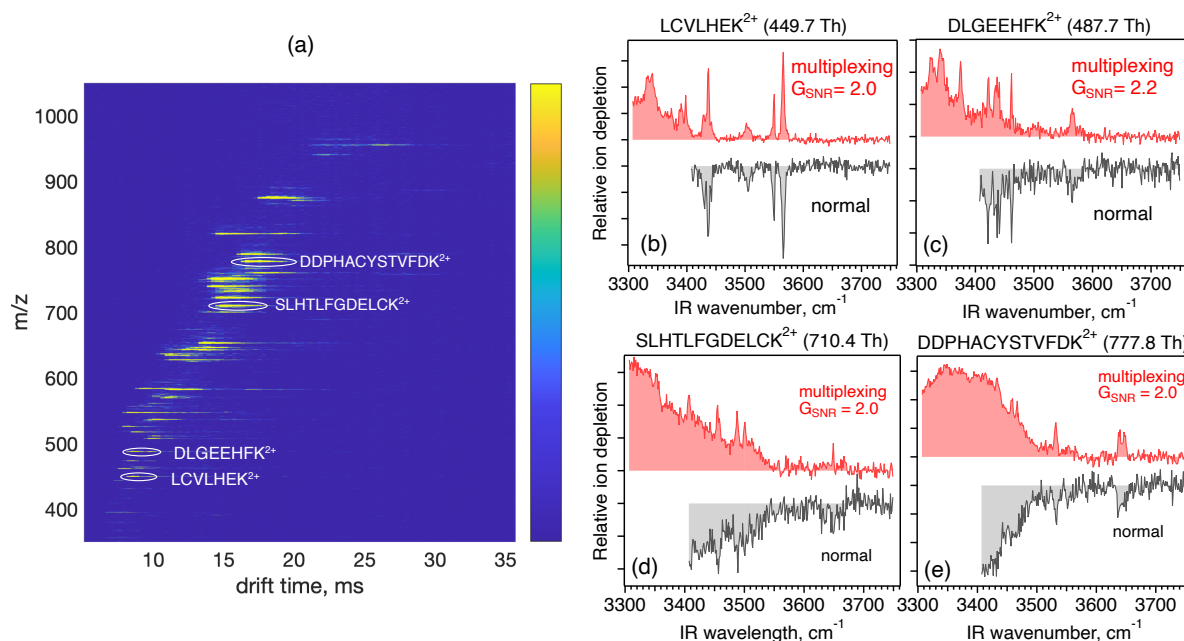 (a)
m/z
1000
900
800
700
600
500
400
DDPHACYSTVFDK²⁺
SLHTLFGDELCK²⁺
DLGEEHFK²⁺
LCVLHEK²⁺
10 15 20 25 30 35
drift time, ms
LCVLHEK²⁺ (449.7 Th)
Relative ion depletion
multiplexing
G_SNR = 2.0
normal
(b)
3300 3400 3500 3600 3700
IR wavenumber, cm⁻¹
DLGEEHFK²⁺ (487.7 Th)
multiplexing
G_SNR = 2.2
normal
(c)
3300 3400 3500 3600 3700
IR wavenumber, cm⁻¹
SLHTLFGDELCK²⁺ (710.4 Th)
Relative ion depletion
multiplexing
G_SNR = 2.0
normal
(d)
3300 3400 3500 3600 3700
IR wavelength, cm⁻¹
DDPHACYSTVFDK²⁺ (777.8 Th)
multiplexing
G_SNR = 2.0
normal
(e)
3300 3400 3500 3600 3700
IR wavenumber, cm⁻¹